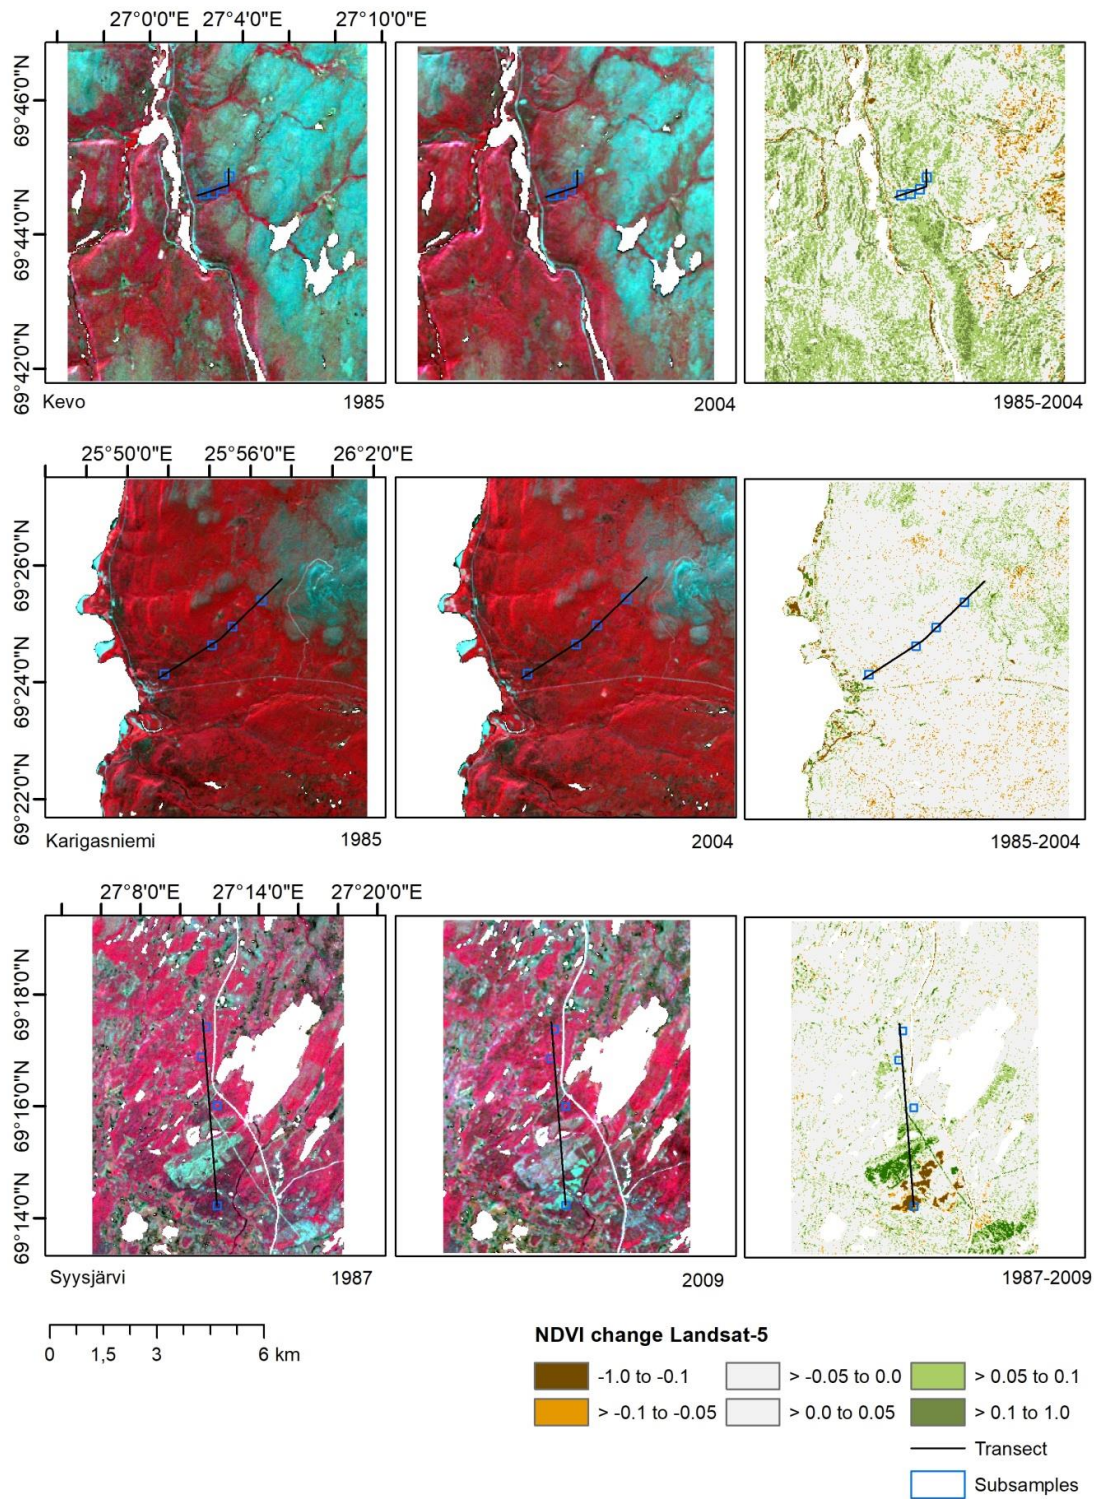 27°0'0"E 27°4'0"E 27°10'0"E
69°46'0"N
69°44'0"N
69°42'0"N
Kevo 1985 2004 1985-2004
25°50'0"E 25°56'0"E 26°2'0"E
69°26'0"N
69°24'0"N
69°22'0"N
Karigasniemi 1985 2004 1985-2004
27°8'0"E 27°14'0"E 27°20'0"E
69°18'0"N
69°16'0"N
69°14'0"N
Syysjärvi 1987 2009 1987-2009
0 1,5 3 6 km
NDVI change Landsat-5
-1.0 to -0.1 > -0.05 to 0.0 > 0.05 to 0.1
> -0.1 to -0.05 > 0.0 to 0.05 > 0.1 to 1.0
Transect
Subsamples